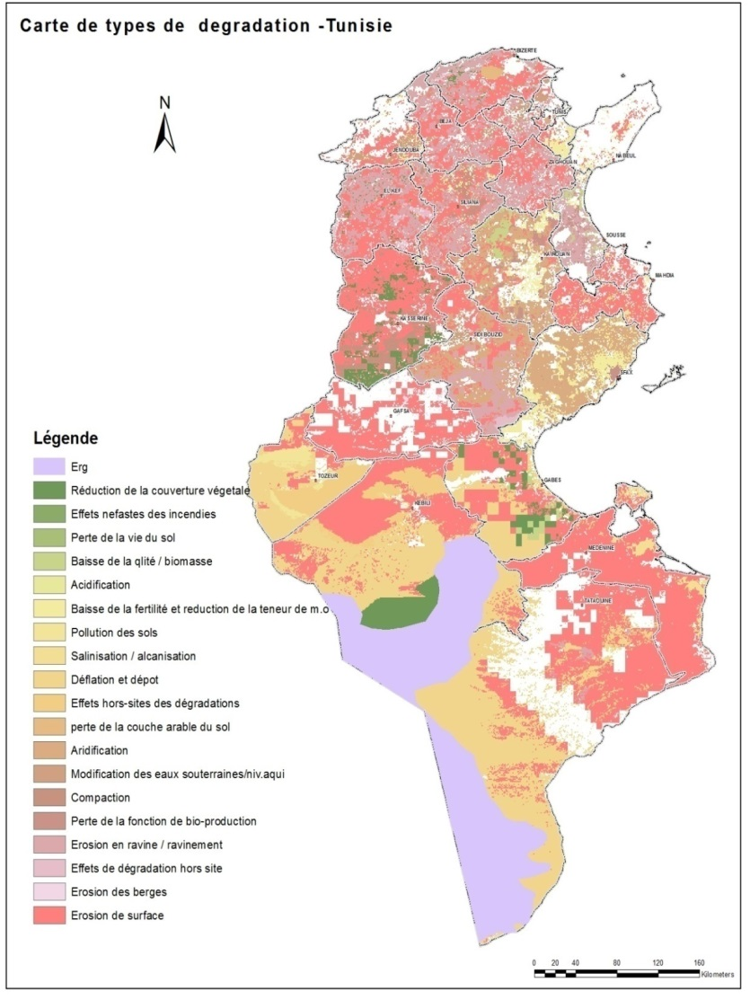 Carte de types de degradation -Tunisie
N
BIZERTE
TUNIS
BEJA
JENDOUBA
NABEUL
ZAGHOUAN
EL KEF
SILIANA
SOUSSE
KAIROUAN
MAHDIA
KASSERINE
SIDI BOUZID
SFAX
GAFSA
TOZEUR
GABES
KEBILI
MEDENINE
TATAOUINE
Légende
Erg
Réduction de la couverture végetale
Effets nefastes des incendies
Perte de la vie du sol
Baisse de la qlité / biomasse
Acidification
Baisse de la fertilité et reduction de la teneur de m.o
Pollution des sols
Salinisation / alcanisation
Déflation et dépot
Effets hors-sites des dégradations
perte de la couche arable du sol
Aridification
Modification des eaux souterraines/niv.aqui
Compaction
Perte de la fonction de bio-production
Erosion en ravine / ravinement
Effets de dégradation hors site
Erosion des berges
Erosion de surface
0 20 40 80 120 160
Kilometers